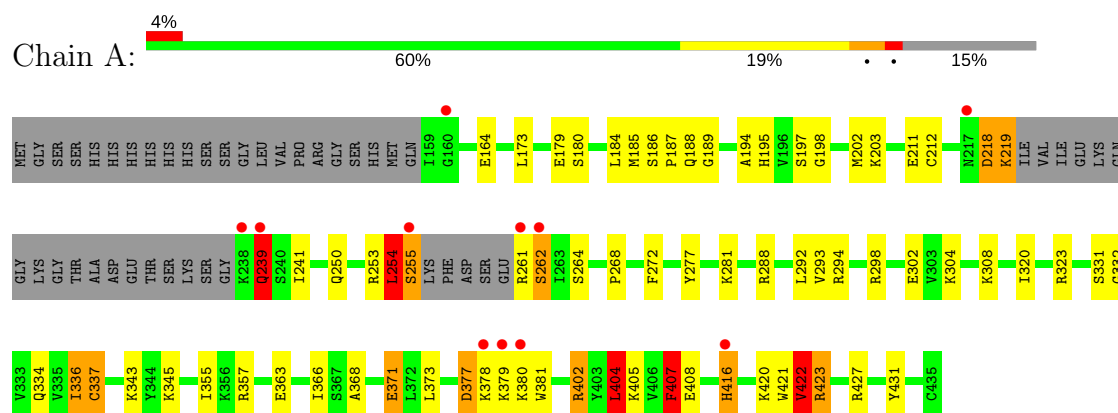 4%
Chain A:
60% 19% • • 15%
MET GLY SER SER HIS HIS HIS HIS HIS HIS SER SER GLY LEU VAL PRO ARG GLY SER HIS MET GLN I159 G160 E164 L173 E179 S180 L184 M185 S186 P187 Q188 G189 A194 H195 V196 S197 G198 M202 K203 E211 C212 N217 D218 K219 ILE VAL ILE GLU LYS GLN
GLY LYS GLY THR ALA ASP GLU THR SER LYS SER GLY K238 Q239 S240 I241 Q250 R253 L254 S255 LYS PHE ASP SER GLU R261 S262 I263 S264 P268 F272 Y277 K281 R288 L292 V293 R294 R298 E302 V303 K304 K308 I320 R323 S331 G332
V333 Q334 V335 I336 C337 K343 Y344 K345 I355 K356 R357 E363 I366 S367 A368 E371 L372 L373 D377 K378 K379 K380 W381 R402 Y403 L404 K405 V406 F407 E408 H416 K420 W421 V422 R423 R427 Y431 C435